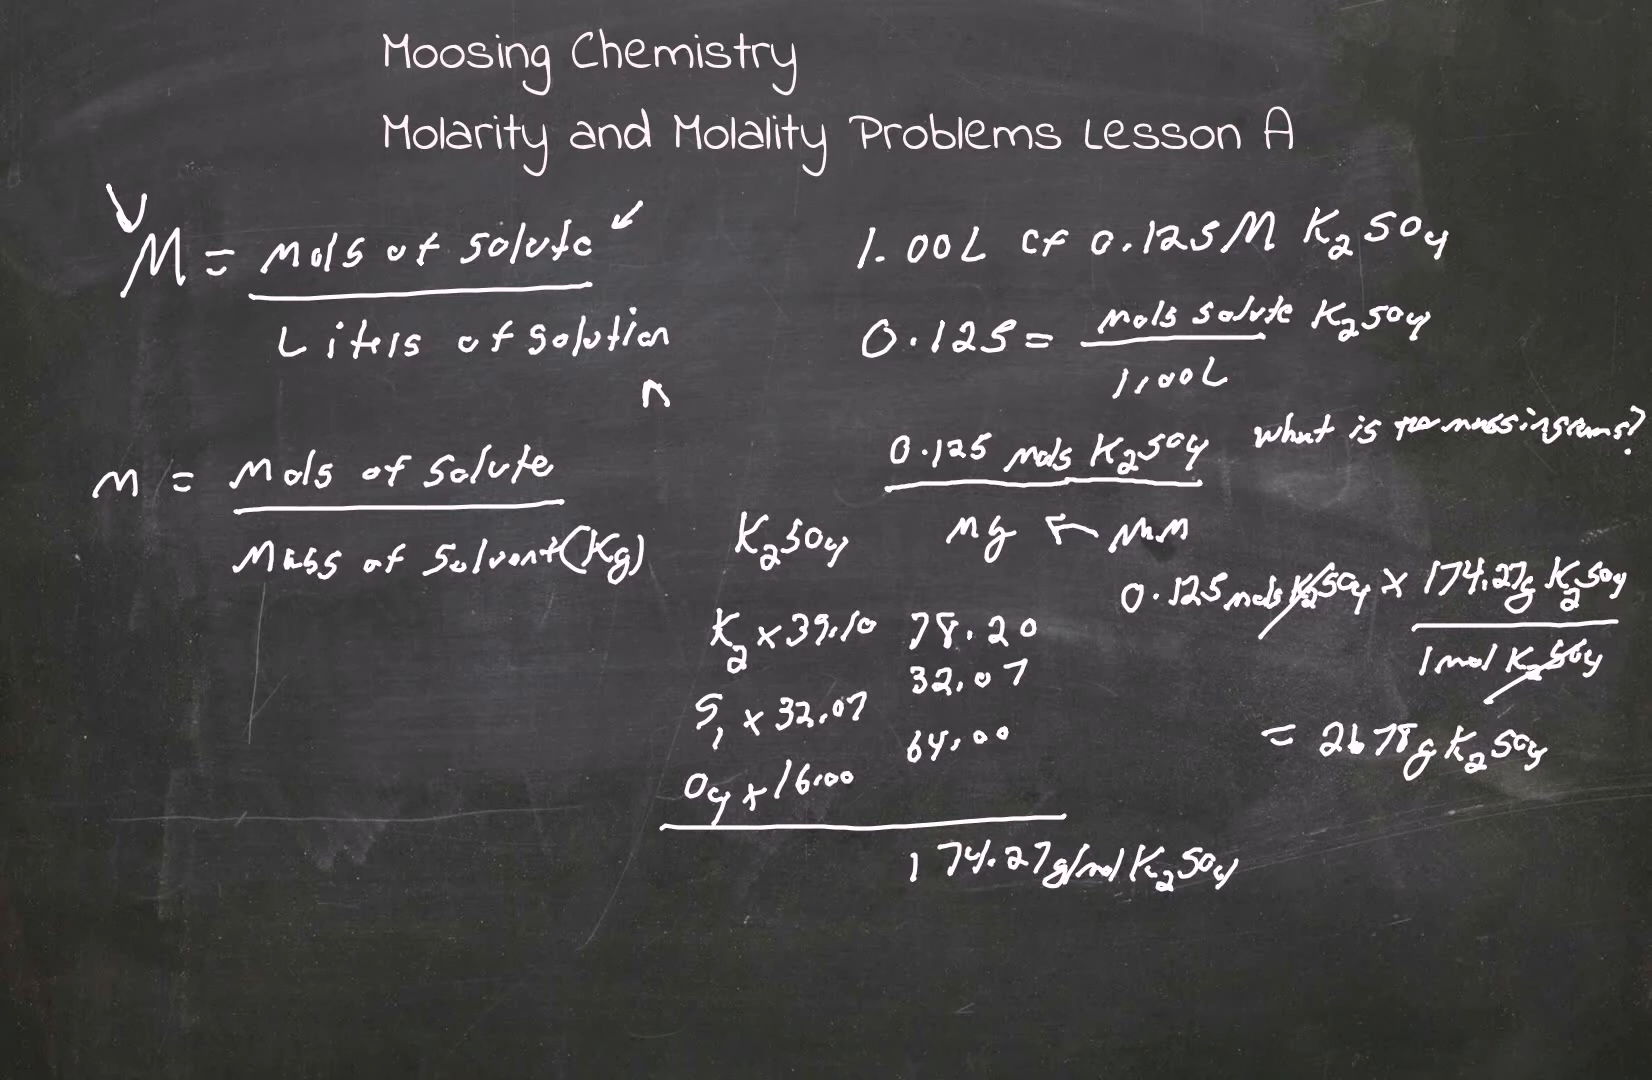 Moosing Chemistry
Molarity and Molality Problems Lesson A
M = mols of solute
Liters of solution
m = Mols of Solute
Mass of Solvent (Kg)
1.00L of 0.125M K2SO4
0.125 = mols solute K2SO4
1.00L
0.125 mols K2SO4 what is the mass in grams?
Mg ← MM
K2SO4
K2 x 39.10 78.20
S1 x 32.07 32.07
O4 x 16.00 64.00
174.27g/mol K2SO4
0.125 mols K2SO4 x 174.27g K2SO4
1 mol K2SO4
= 2678g K2SO4